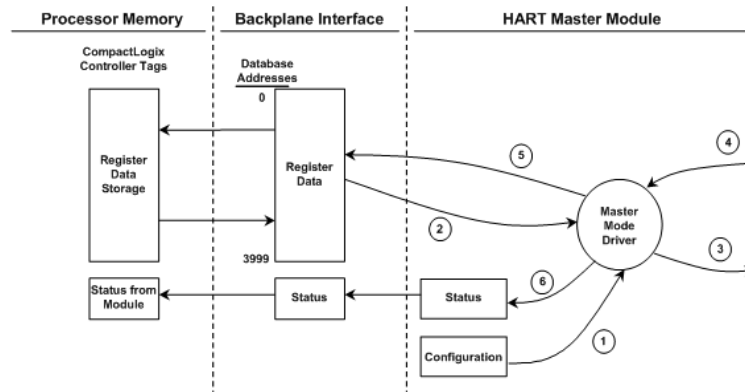 Processor Memory
Backplane Interface
HART Master Module
CompactLogix
Controller Tags
Database
Addresses
0
Register
Data
Storage
Register
Data
Master
Mode
Driver
5
4
2
3
3999
Status from
Module
Status
Status
6
Configuration
1